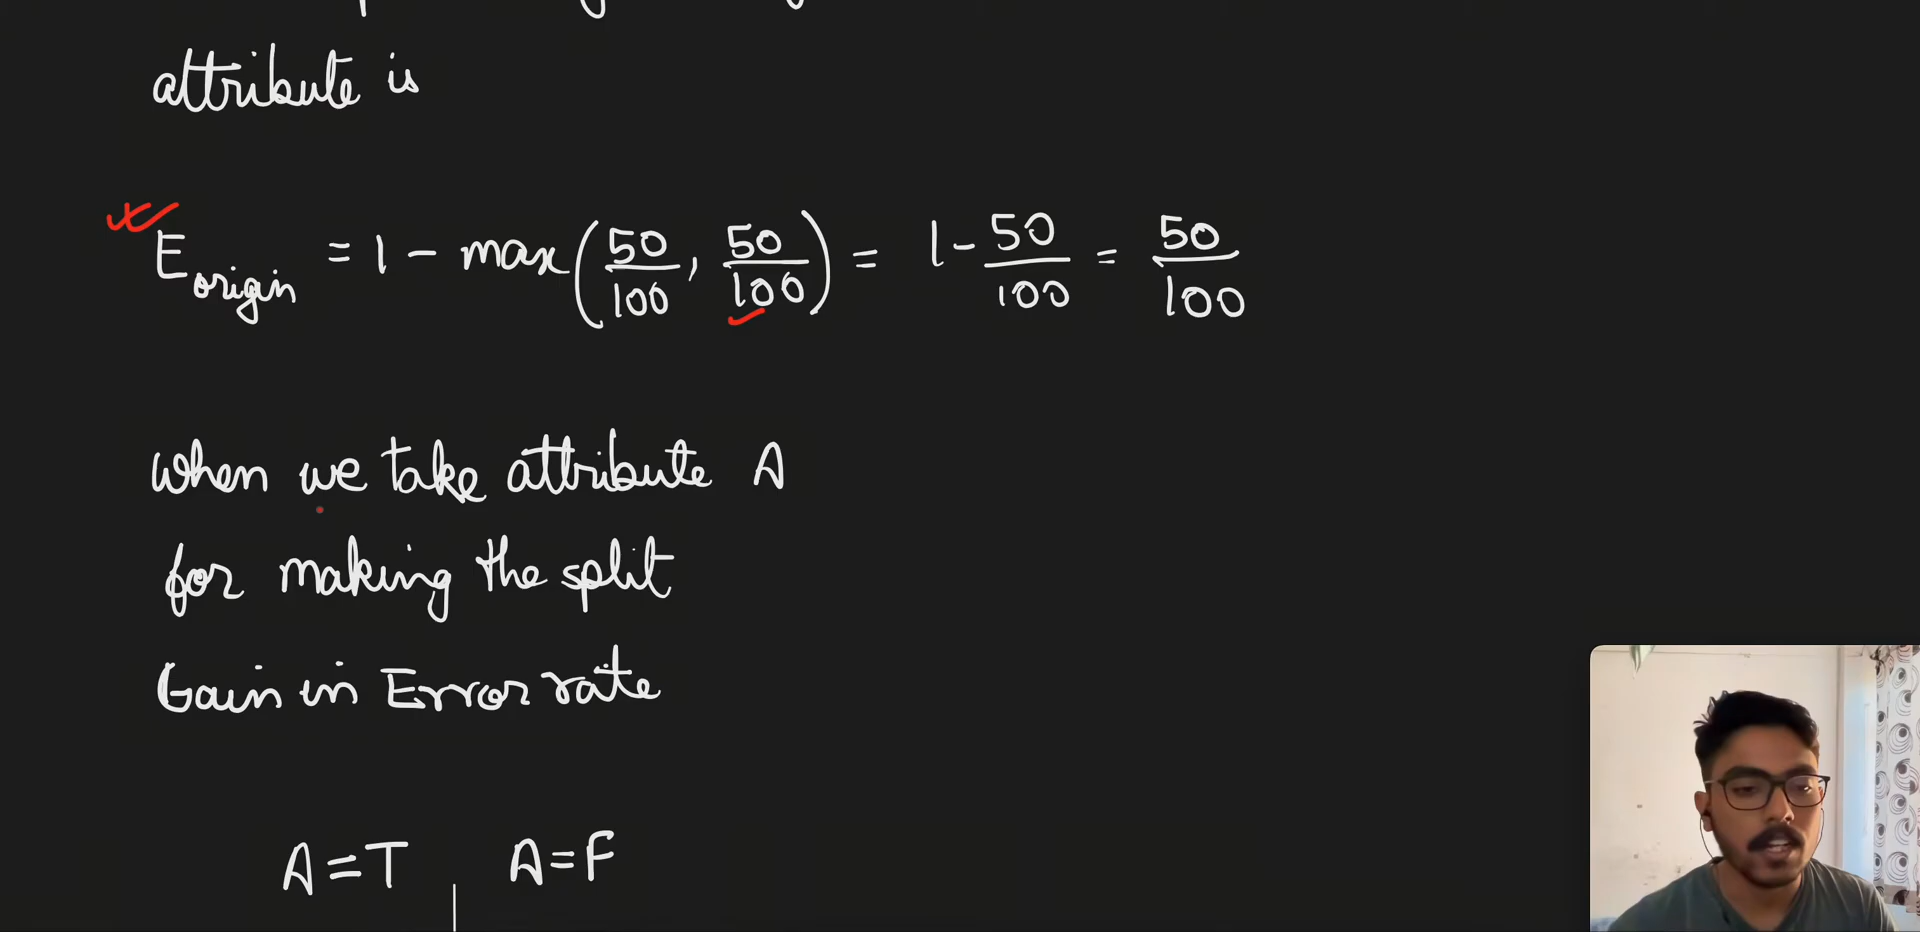 attribute is
E_origin = 1 - max(50/100, 50/100) = 1 - 50/100 = 50/100
when we take attribute A
for making the split
Gain in Error rate
A = T A = F